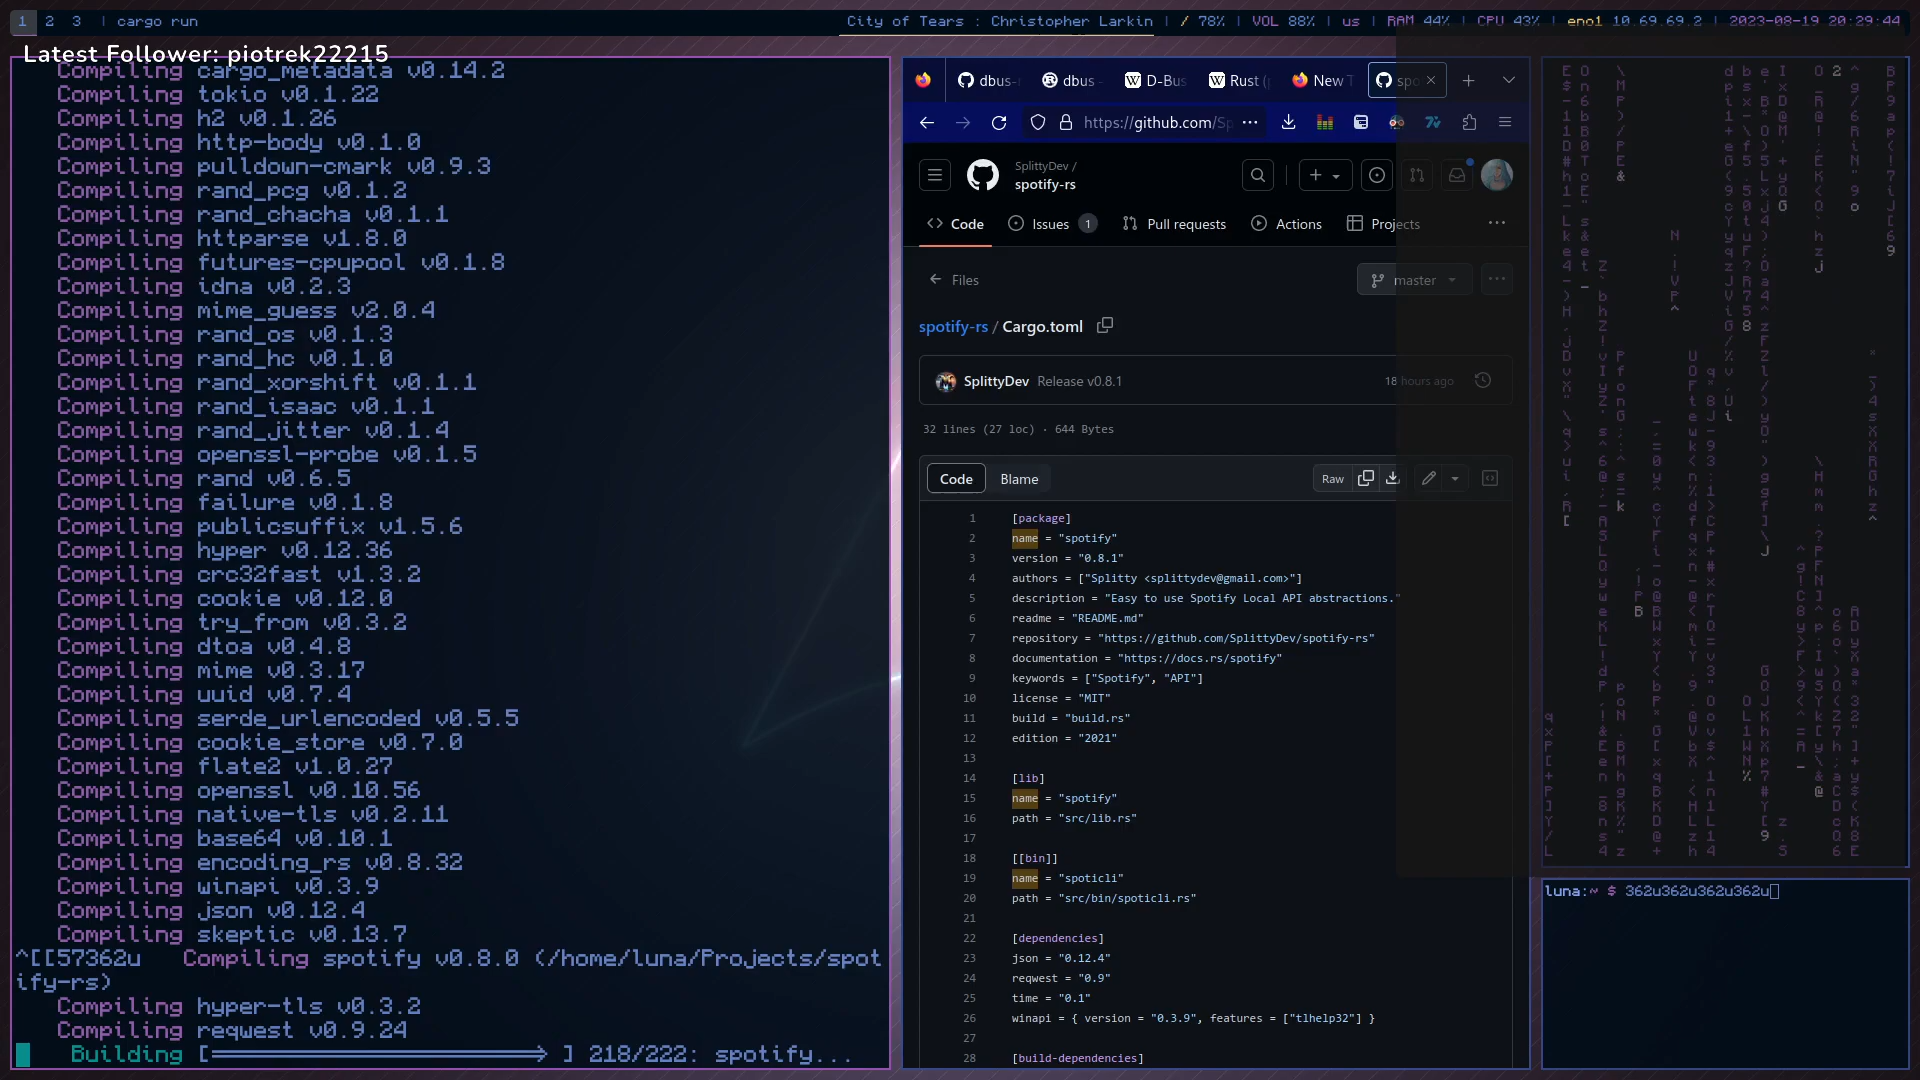 1 2 3 | cargo run
City of Tears : Christopher Larkin | / 78% | VOL 88% | us | RAM 44% | CPU 43% | eno1 10.69.69.2 | 2023-08-19 20:29:44
Latest Follower: piotrek22215
Compiling cargo_metadata v0.14.2
Compiling tokio v0.1.22
Compiling h2 v0.1.26
Compiling http-body v0.1.0
Compiling pulldown-cmark v0.9.3
Compiling rand_pcg v0.1.2
Compiling rand_chacha v0.1.1
Compiling httparse v1.8.0
Compiling futures-cpupool v0.1.8
Compiling idna v0.2.3
Compiling mime_guess v2.0.4
Compiling rand_os v0.1.3
Compiling rand_hc v0.1.0
Compiling rand_xorshift v0.1.1
Compiling rand_isaac v0.1.1
Compiling rand_jitter v0.1.4
Compiling openssl-probe v0.1.5
Compiling rand v0.6.5
Compiling failure v0.1.8
Compiling publicsuffix v1.5.6
Compiling hyper v0.12.36
Compiling crc32fast v1.3.2
Compiling cookie v0.12.0
Compiling try_from v0.3.2
Compiling dtoa v0.4.8
Compiling mime v0.3.17
Compiling uuid v0.7.4
Compiling serde_urlencoded v0.5.5
Compiling cookie_store v0.7.0
Compiling flate2 v1.0.27
Compiling openssl v0.10.56
Compiling native-tls v0.2.11
Compiling base64 v0.10.1
Compiling encoding_rs v0.8.32
Compiling winapi v0.3.9
Compiling json v0.12.4
Compiling skeptic v0.13.7
^[[57362u   Compiling spotify v0.8.0 (/home/luna/Projects/spot
ify-rs)
Compiling hyper-tls v0.3.2
Compiling reqwest v0.9.24
Building [=======================> ] 218/222: spotify...
dbus- dbus - D-Bus Rust (p New T spo
https://github.com/Sp
SplittyDev /
spotify-rs
Code Issues 1 Pull requests Actions Projects
Files master
spotify-rs / Cargo.toml
SplittyDev Release v0.8.1 18 hours ago
32 lines (27 loc) · 644 Bytes
Code Blame Raw
1 [package]
2 name = "spotify"
3 version = "0.8.1"
4 authors = ["Splitty <splittydev@gmail.com>"]
5 description = "Easy to use Spotify Local API abstractions."
6 readme = "README.md"
7 repository = "https://github.com/SplittyDev/spotify-rs"
8 documentation = "https://docs.rs/spotify"
9 keywords = ["Spotify", "API"]
10 license = "MIT"
11 build = "build.rs"
12 edition = "2021"
13
14 [lib]
15 name = "spotify"
16 path = "src/lib.rs"
17
18 [[bin]]
19 name = "spoticli"
20 path = "src/bin/spoticli.rs"
21
22 [dependencies]
23 json = "0.12.4"
24 reqwest = "0.9"
25 time = "0.1"
26 winapi = { version = "0.3.9", features = ["tlhelp32"] }
27
28 [build-dependencies]
luna:~ $ 362u362u362u362u